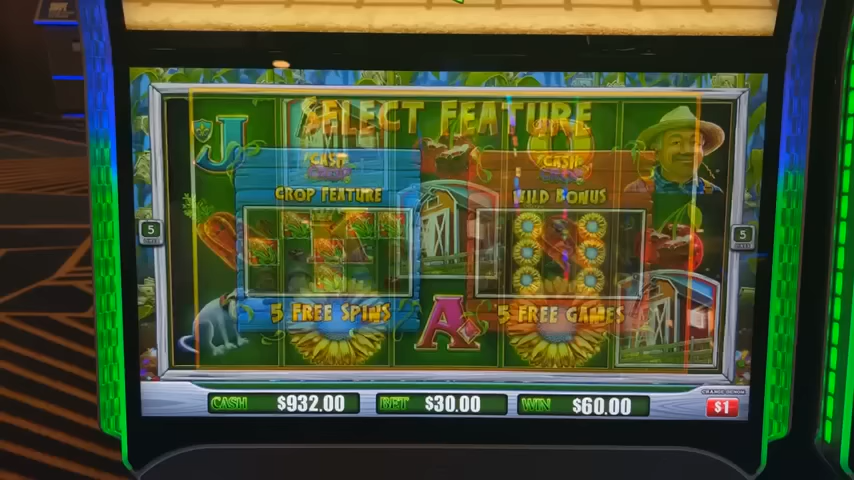 SELECT FEATURE
J
CASH
CROP FEATURE
5 FREE SPINS
CASH
WILD BONUS
5 FREE GAMES
A
5
5
CASH $932.00 BET $30.00 WIN $60.00
$1